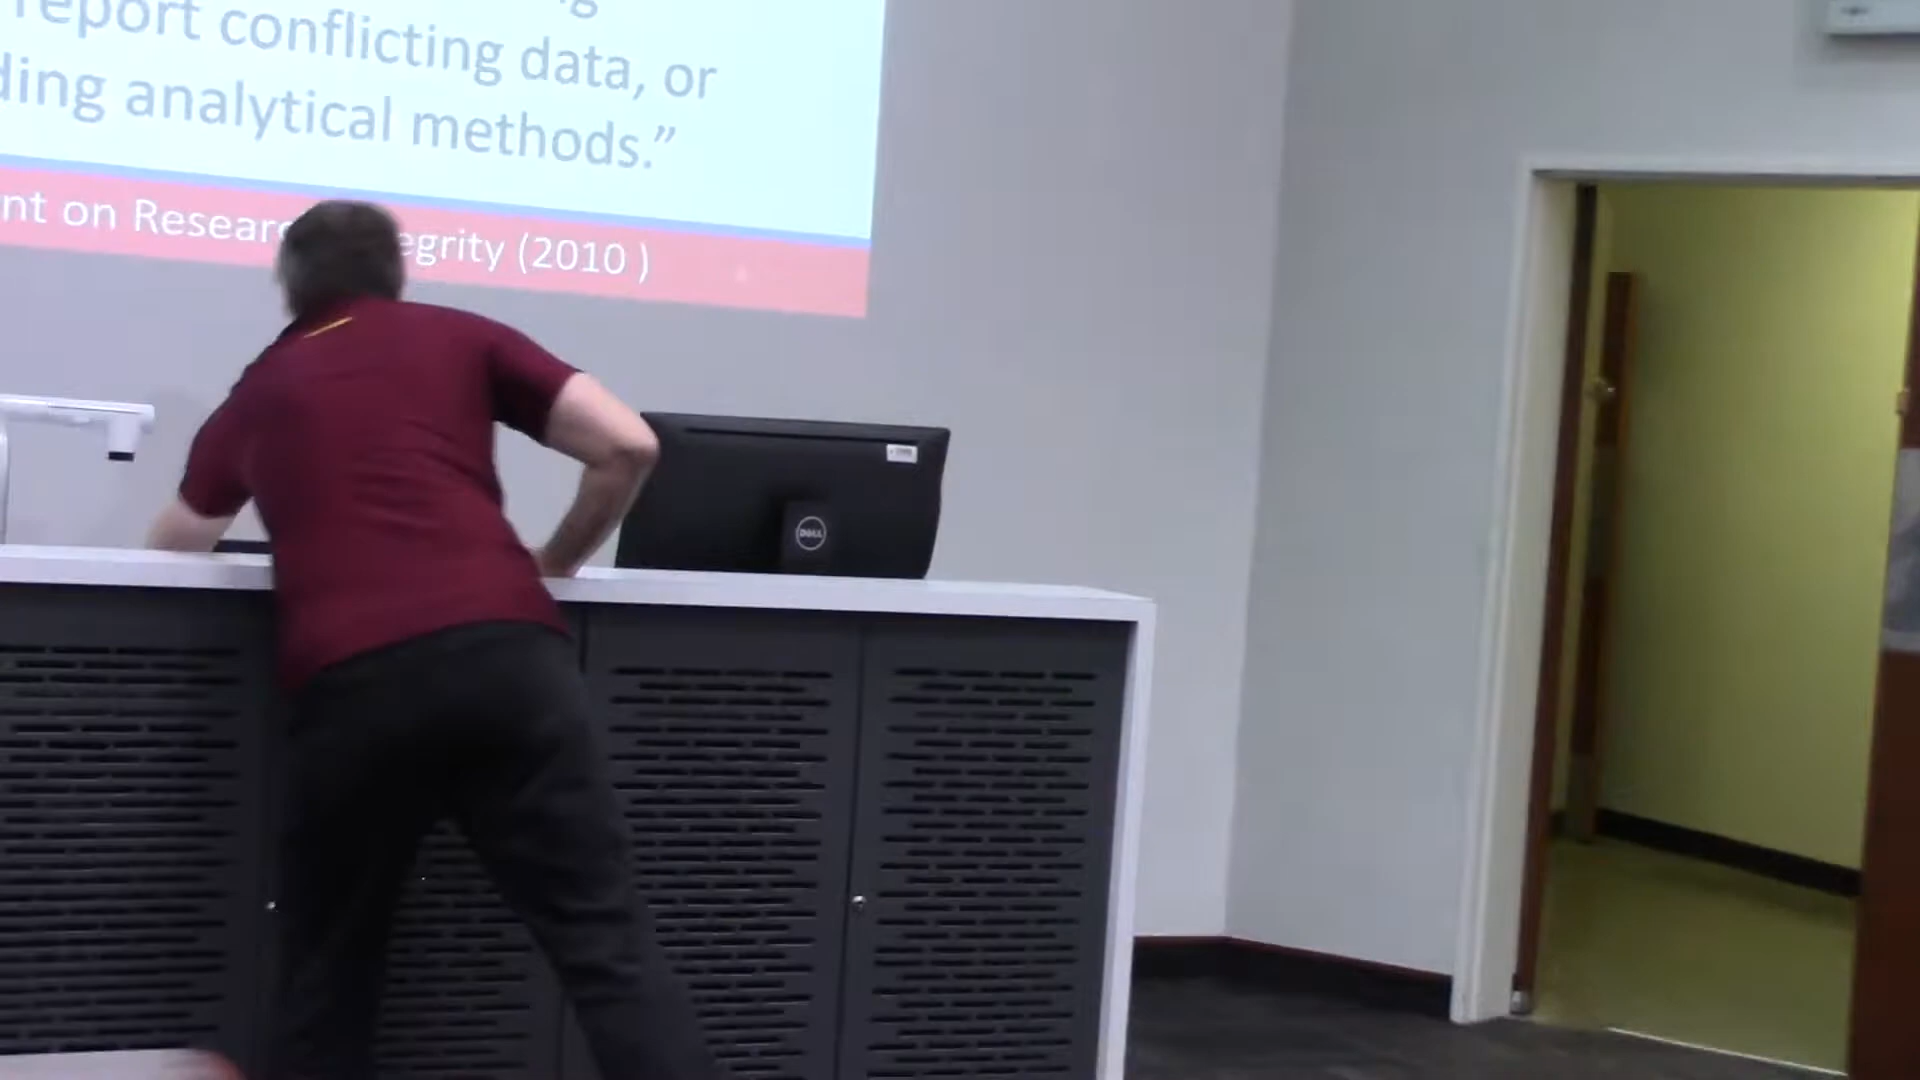 report conflicting data, or
ding analytical methods.”
nt on Resear egrity (2010 )
DELL